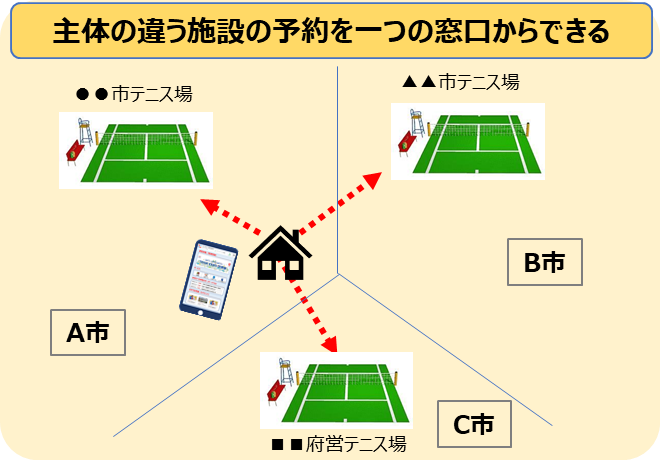 主体の違う施設の予約を一つの窓口からできる
●●市テニス場
▲▲市テニス場
B市
A市
C市
■■府営テニス場